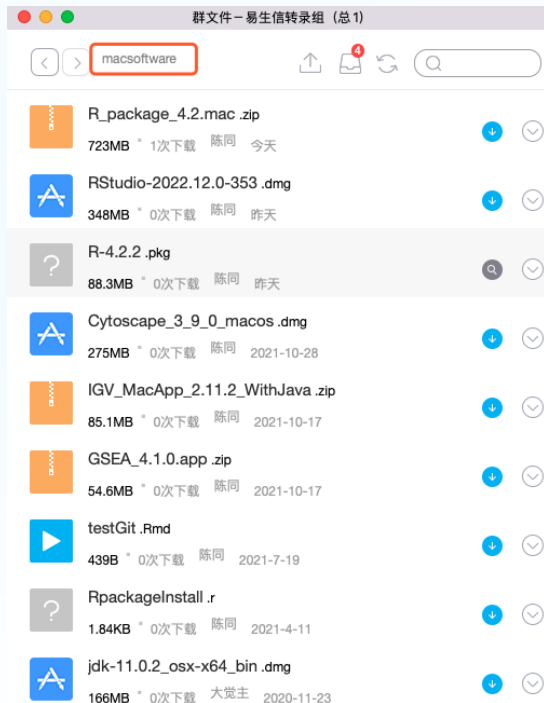 群文件－易生信转录组（总1)
macsoftware
4
R_package_4.2.mac .zip
723MB 1次下载 陈同 今天
RStudio-2022.12.0-353 .dmg
348MB 0次下载 陈同 昨天
?
R-4.2.2 .pkg
88.3MB 0次下载 陈同 昨天
Cytoscape_3_9_0_macos .dmg
275MB 0次下载 陈同 2021-10-28
IGV_MacApp_2.11.2_WithJava .zip
85.1MB 0次下载 陈同 2021-10-17
GSEA_4.1.0.app .zip
54.6MB 0次下载 陈同 2021-10-17
testGit .Rmd
439B 0次下载 陈同 2021-7-19
?
RpackageInstall .r
1.84KB 0次下载 陈同 2021-4-11
jdk-11.0.2_osx-x64_bin .dmg
166MB 0次下载 大觉主 2020-11-23